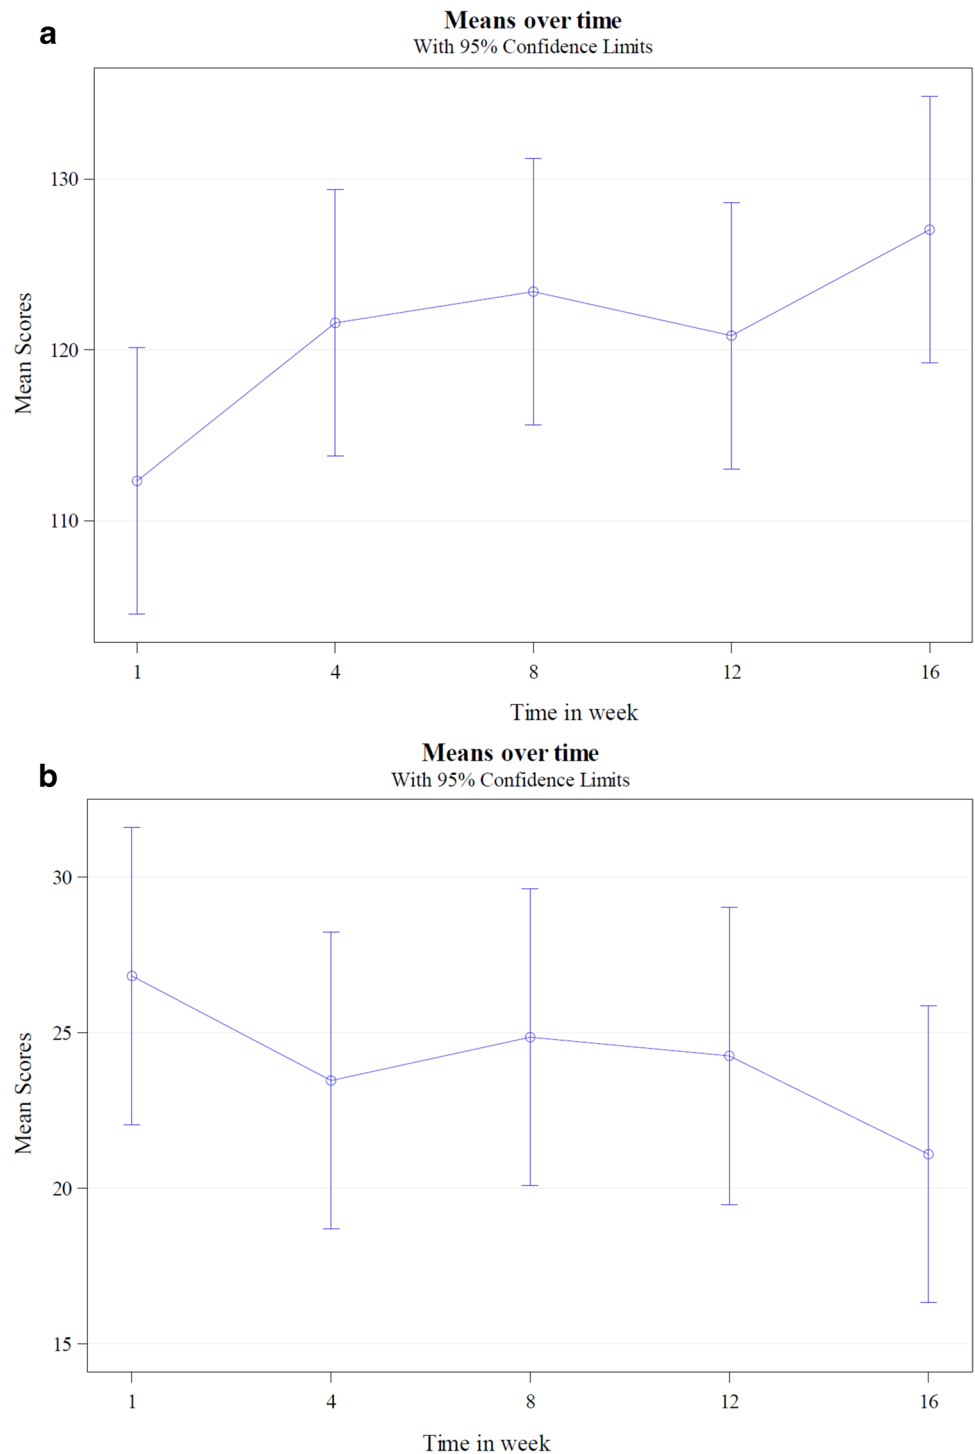 a
Means over time
With 95% Confidence Limits
Mean Scores
130
120
110
1 4 8 12 16
Time in week
b
Means over time
With 95% Confidence Limits
Mean Scores
30
25
20
15
1 4 8 12 16
Time in week